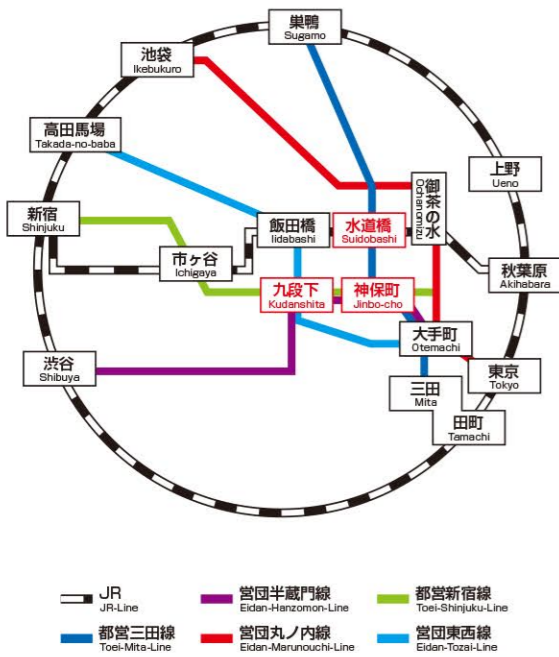 巣鴨
Sugamo
池袋
Ikebukuro
高田馬場
Takada-no-baba
上野
Ueno
御茶の水
Ochanomizu
新宿
Shinjuku
飯田橋
Iidabashi
水道橋
Suidobashi
市ヶ谷
Ichigaya
秋葉原
Akihabara
九段下
Kudanshita
神保町
Jinbo-cho
大手町
Otemachi
渋谷
Shibuya
東京
Tokyo
三田
Mita
田町
Tamachi
JR
JR-Line
営団半蔵門線
Eidan-Hanzomon-Line
都営新宿線
Toei-Shinjuku-Line
都営三田線
Toei-Mita-Line
営団丸ノ内線
Eidan-Marunouchi-Line
営団東西線
Eidan-Tozai-Line